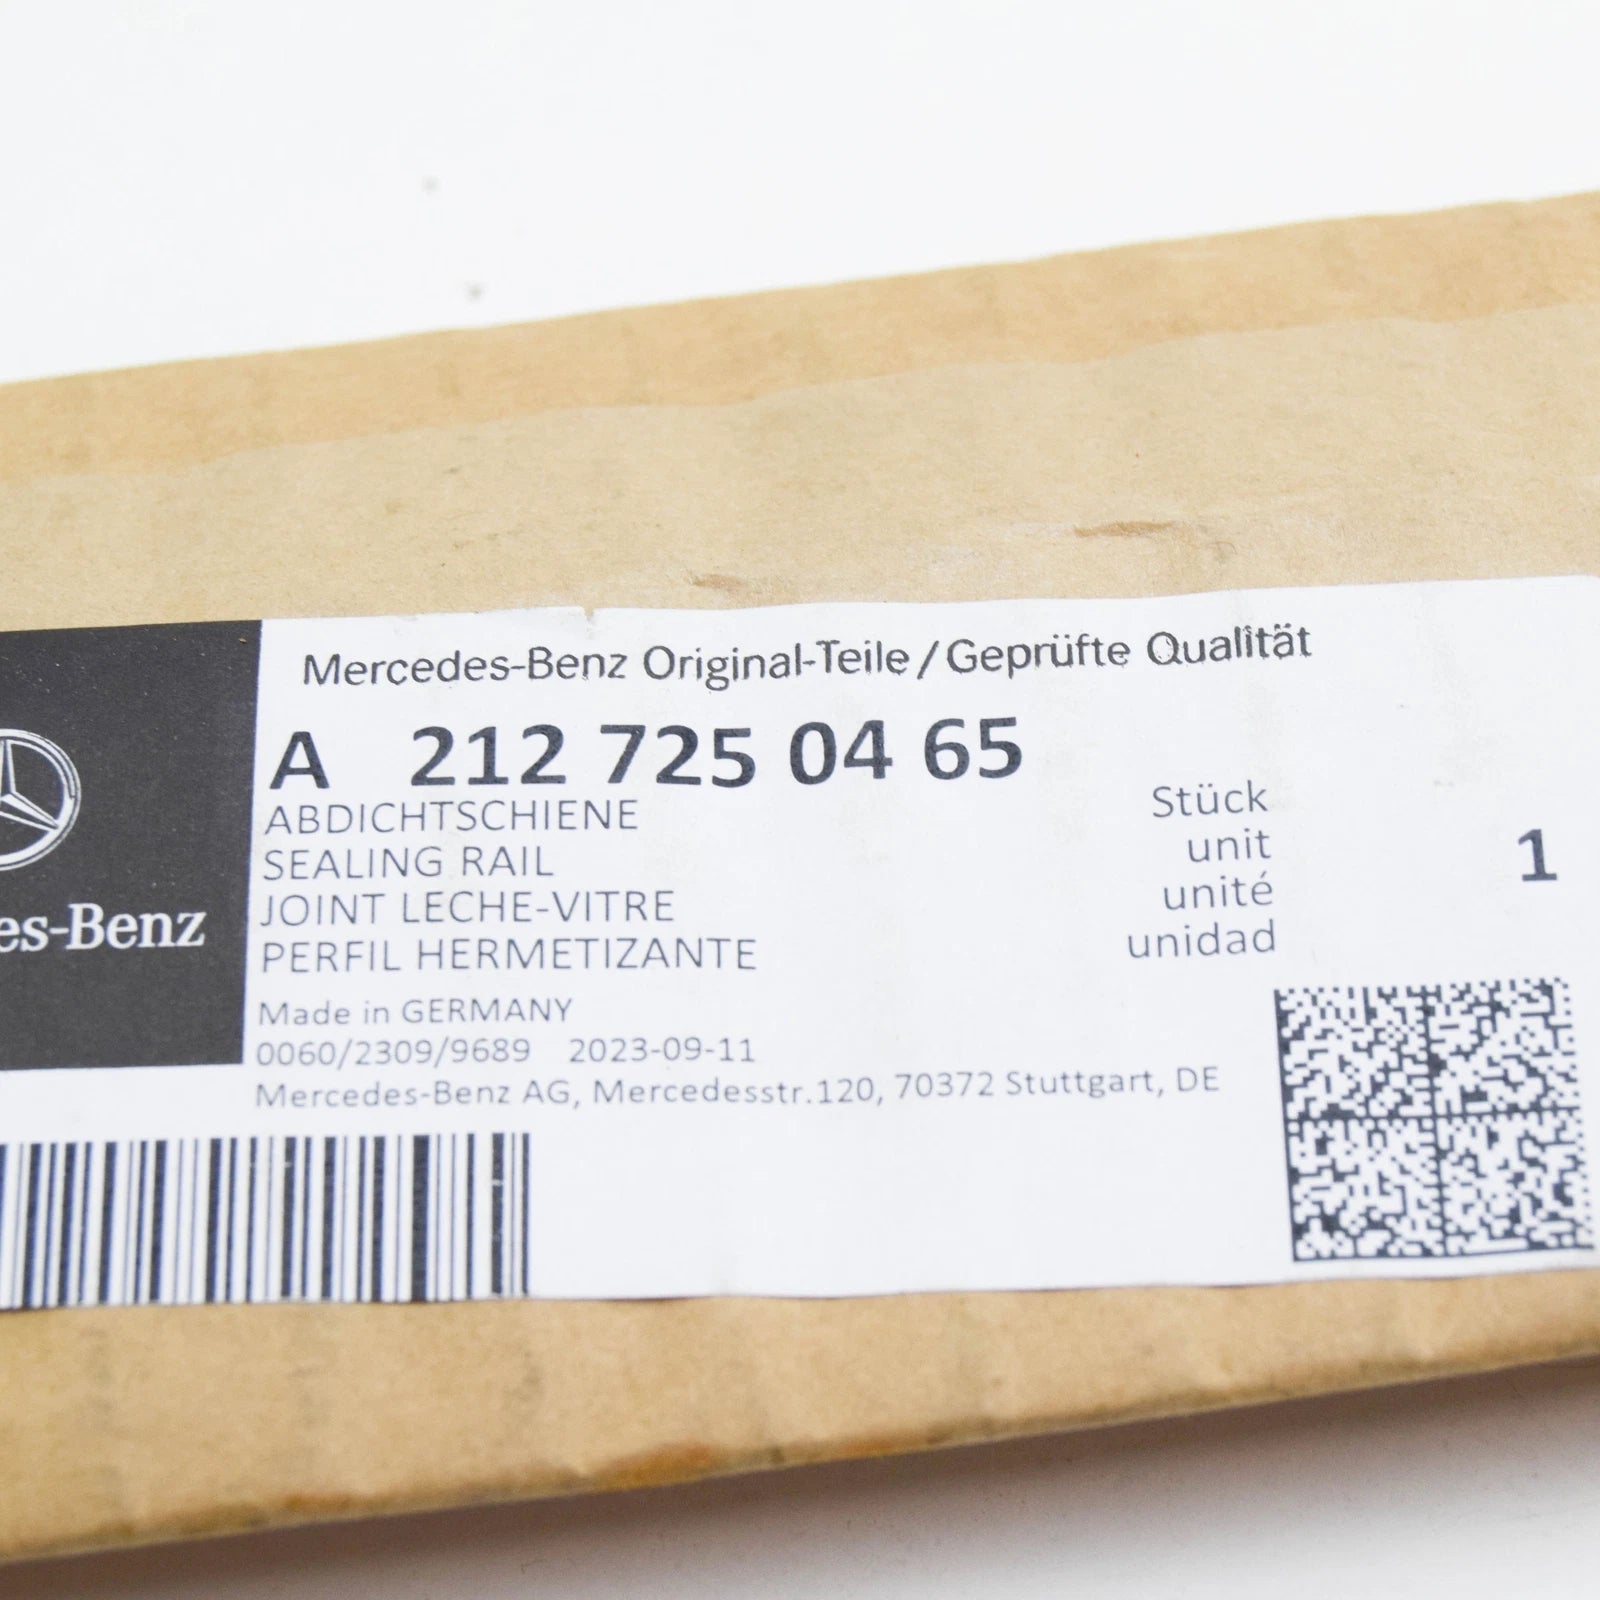 Mercedes-Benz Original-Teile/Geprüfte Qualität
A 212 725 04 65
ABDICHTSCHIENE
SEALING RAIL
JOINT LECHE-VITRE
PERFIL HERMETIZANTE
Stück
unit
unité
unidad
1
es-Benz
Made in GERMANY
0060/2309/9689 2023-09-11
Mercedes-Benz AG, Mercedesstr.120, 70372 Stuttgart, DE